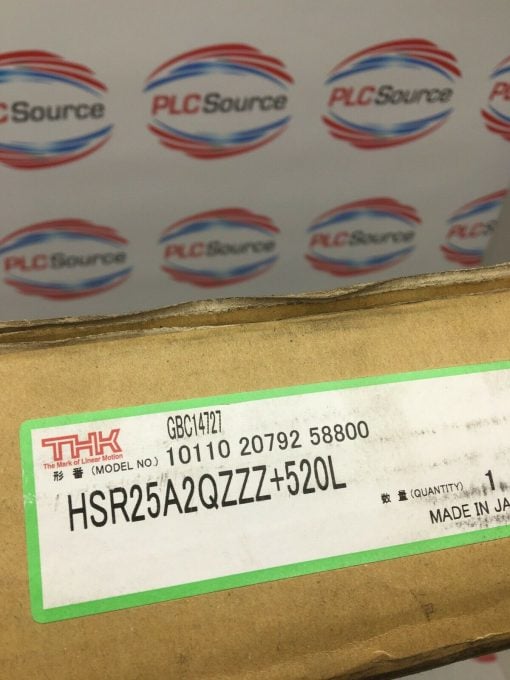 PLCSource
PLCSource
PLCSource
PLCSource
PLCSource
PLCSource
THK
The Mark of Linear Motion
GBC14727
形 番 (MODEL NO.) 10110 20792 58800
HSR25A2QZZZ+520L
数 量 (QUANTITY) 1
MADE IN JA